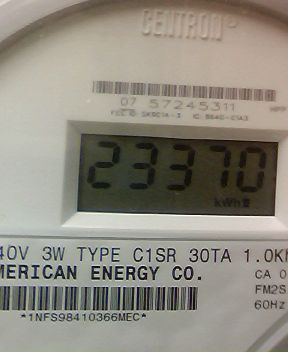 CENTRON
07 57245311
23370
kWh
40V 3W TYPE C1SR 30TA 1.0K
MERICAN ENERGY CO.
CA 0
FM2S
60Hz
*1NFS98410366MEC*